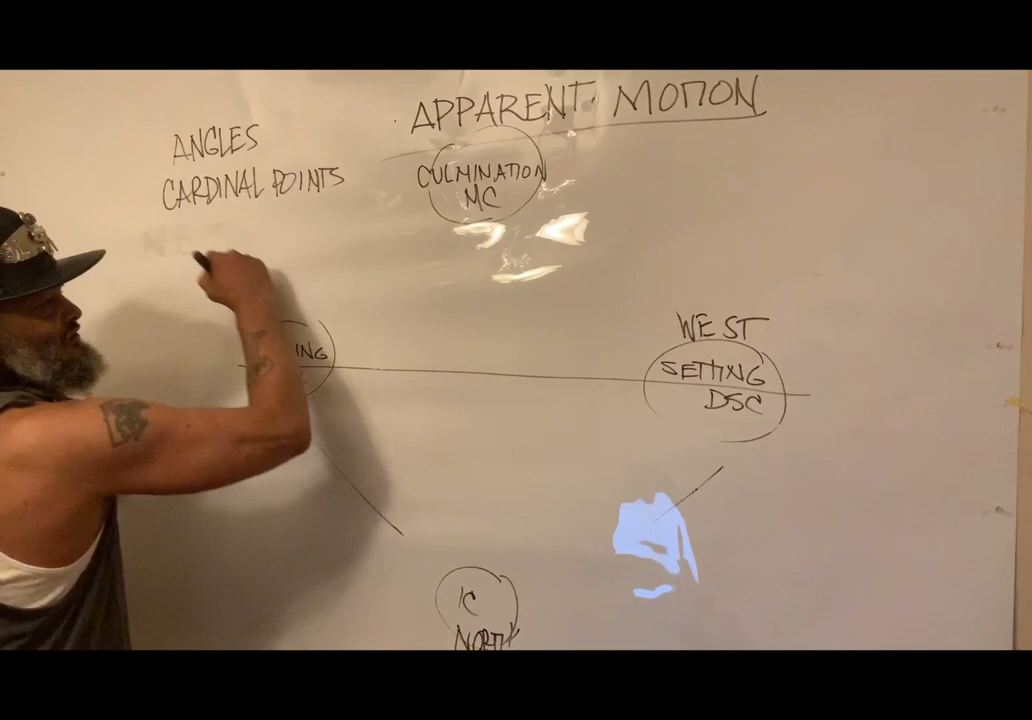 APPARENT MOTION
ANGLES
CARDINAL POINTS
CULMINATION
MC
N E S
WEST
ING
SETTING
DSC
IC
NORTH